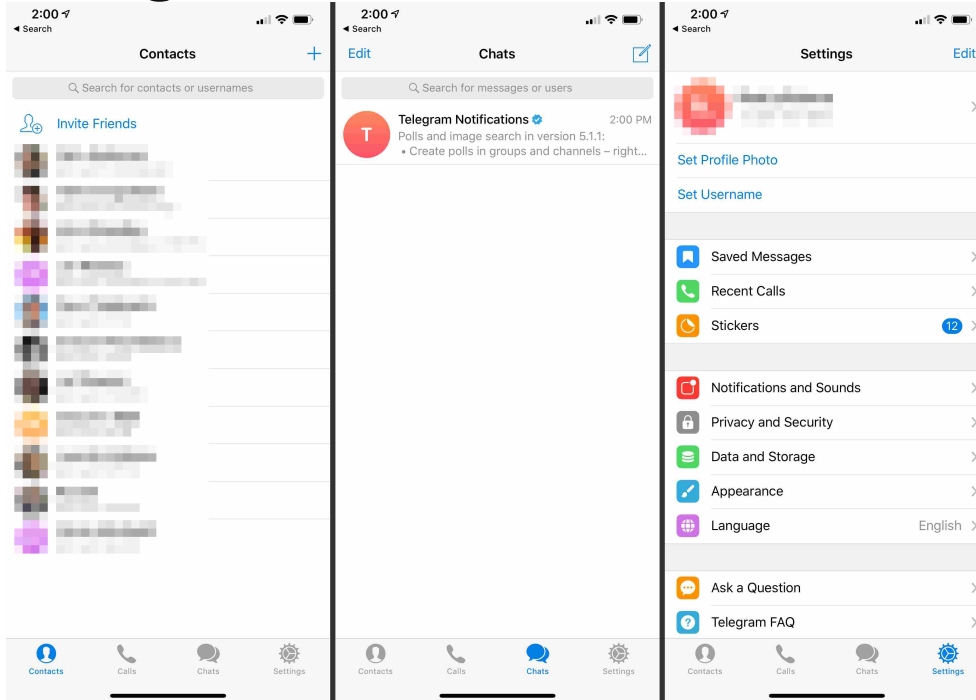 2:00
Search
Contacts
Search for contacts or usernames
Invite Friends
Contacts
Calls
Chats
Settings
2:00
Search
Edit
Chats
Search for messages or users
T
Telegram Notifications
2:00 PM
Polls and image search in version 5.1.1:
• Create polls in groups and channels – right...
Contacts
Calls
Chats
Settings
2:00
Search
Settings
Edit
Set Profile Photo
Set Username
Saved Messages
Recent Calls
Stickers
12
Notifications and Sounds
Privacy and Security
Data and Storage
Appearance
Language
English
Ask a Question
Telegram FAQ
Contacts
Calls
Chats
Settings